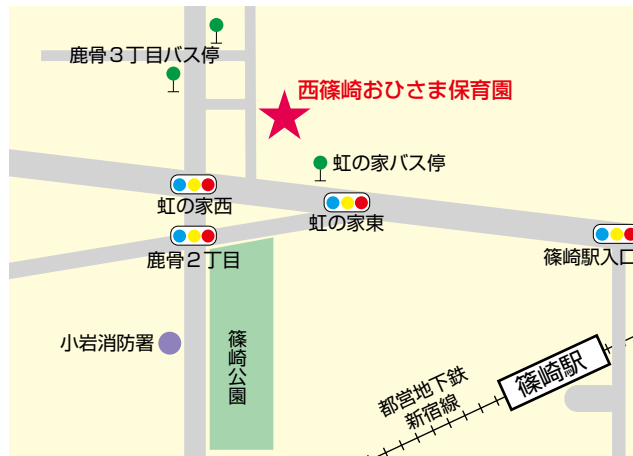 鹿骨３丁目バス停
西篠崎おひさま保育園
虹の家バス停
虹の家西
虹の家東
鹿骨２丁目
篠崎駅入口
小岩消防署
篠崎公園
都営地下鉄
新宿線
篠崎駅